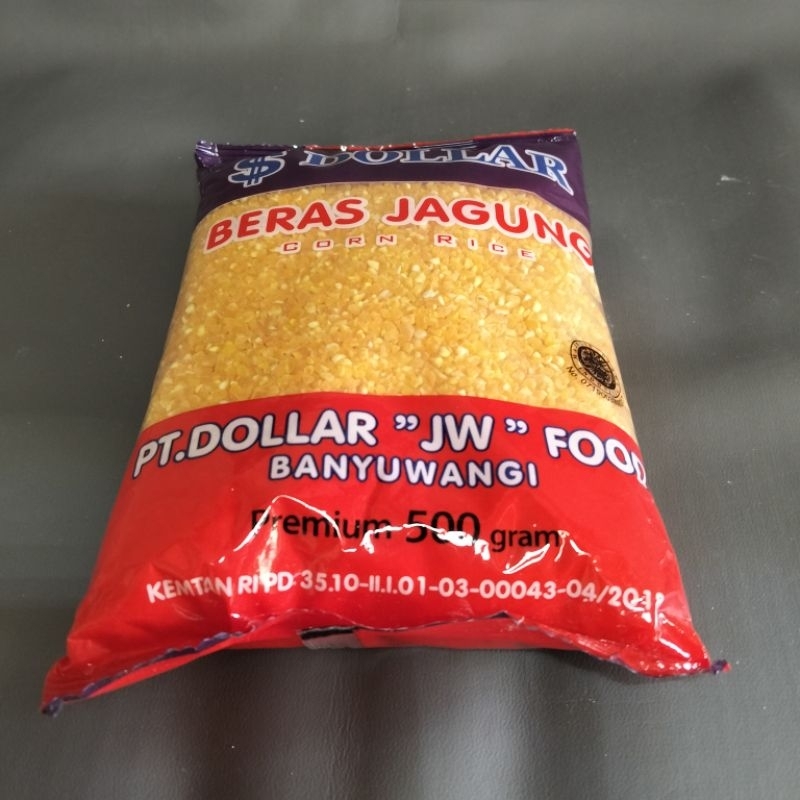 $ DOLLAR
BERAS JAGUNG
CORN RICE
PT.DOLLAR "JW" FOOD
BANYUWANGI
Premium 500 gram
KEMTAN RI PD 35.10-II.I.01-03-00043-04/